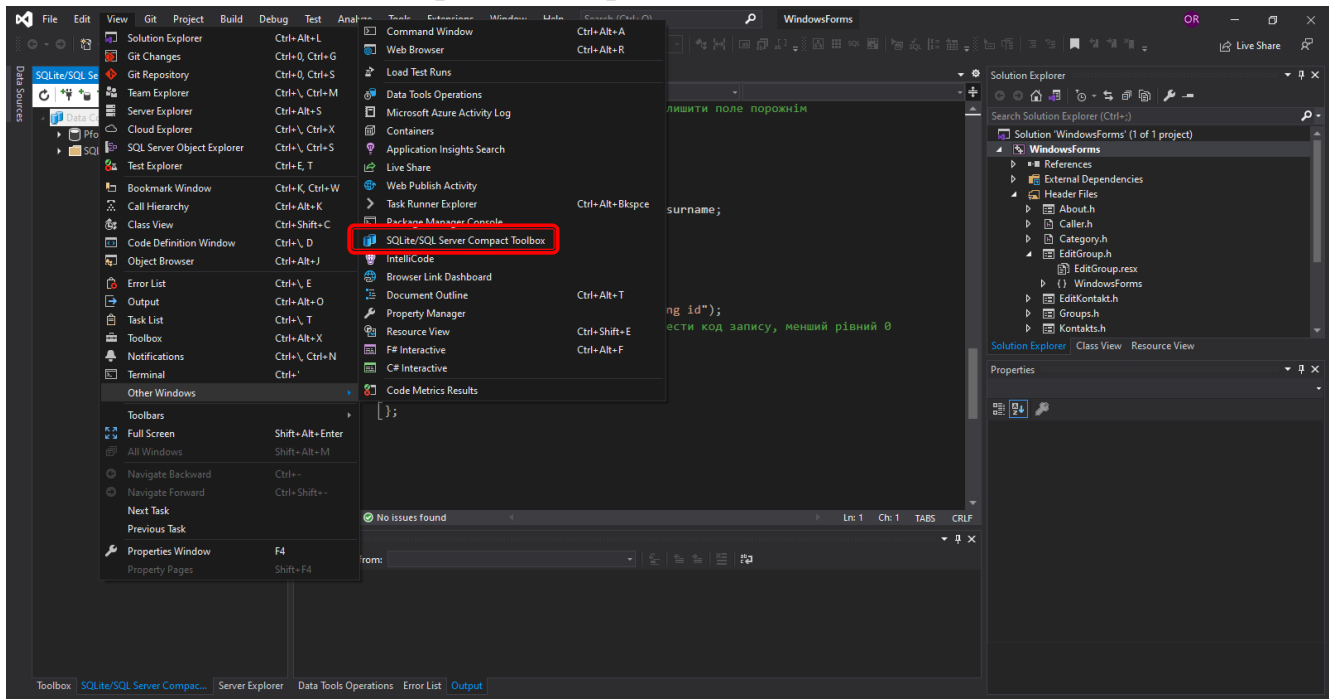 File Edit View Git Project Build Debug Test Analyze Tools Extensions Window Help Search (Ctrl+Q) WindowsForms OR
Live Share
Data Sources
SQLite/SQL Se
Data Co
Pfo
SQL
Solution Explorer Ctrl+Alt+L
Git Changes Ctrl+0, Ctrl+G
Git Repository Ctrl+0, Ctrl+S
Team Explorer Ctrl+\, Ctrl+M
Server Explorer Ctrl+Alt+S
Cloud Explorer Ctrl+\, Ctrl+X
SQL Server Object Explorer Ctrl+\, Ctrl+S
Test Explorer Ctrl+E, T
Bookmark Window Ctrl+K, Ctrl+W
Call Hierarchy Ctrl+Alt+K
Class View Ctrl+Shift+C
Code Definition Window Ctrl+\, D
Object Browser Ctrl+Alt+J
Error List Ctrl+\, E
Output Ctrl+Alt+O
Task List Ctrl+\, T
Toolbox Ctrl+Alt+X
Notifications Ctrl+\, Ctrl+N
Terminal Ctrl+'
Other Windows
Toolbars
Full Screen Shift+Alt+Enter
All Windows Shift+Alt+M
Navigate Backward Ctrl+-
Navigate Forward Ctrl+Shift+-
Next Task
Previous Task
Properties Window F4
Property Pages Shift+F4
Command Window Ctrl+Alt+A
Web Browser Ctrl+Alt+R
Load Test Runs
Data Tools Operations
Microsoft Azure Activity Log
Containers
Application Insights Search
Live Share
Web Publish Activity
Task Runner Explorer Ctrl+Alt+Bkspce
Package Manager Console
SQLite/SQL Server Compact Toolbox
IntelliCode
Browser Link Dashboard
Document Outline Ctrl+Alt+T
Property Manager
Resource View Ctrl+Shift+E
F# Interactive Ctrl+Alt+F
C# Interactive
Code Metrics Results
лишити поле порожнім
surname;
ng id");
ести код запису, менший рівний 0
};
No issues found Ln: 1 Ch: 1 TABS CRLF
from:
Solution Explorer
Search Solution Explorer (Ctrl+;)
Solution 'WindowsForms' (1 of 1 project)
WindowsForms
References
External Dependencies
Header Files
About.h
Caller.h
Category.h
EditGroup.h
EditGroup.resx
{} WindowsForms
EditKontakt.h
Groups.h
Kontakts.h
Solution Explorer Class View Resource View
Properties
Toolbox SQLite/SQL Server Compac... Server Explorer Data Tools Operations Error List Output